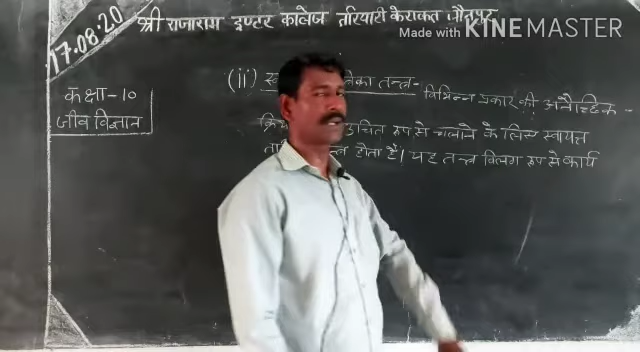 17.08.20
श्री राजाराम इण्टर कालेज तरियारी केराकत जौनपुर
Made with KINEMASTER
कक्षा-10
जीव विज्ञान
(ii) तन्त्र- विभिन्न प्रकार की अनैच्छिक -
रूप से चलाने के लिए स्वायत्त
होता है। यह तन्त्र विलग रूप से कार्य